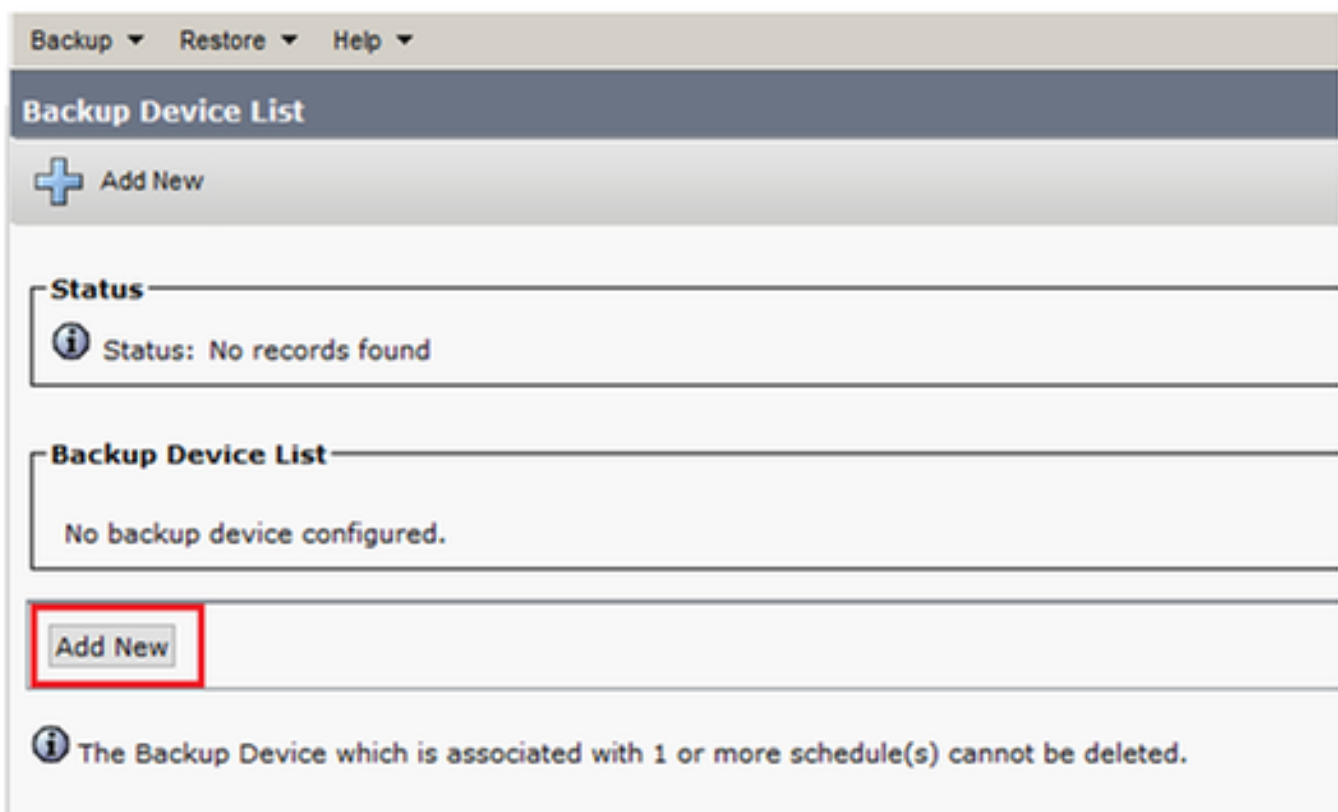 Backup Restore Help
Backup Device List
Add New
Status
Status: No records found
Backup Device List
No backup device configured.
Add New
The Backup Device which is associated with 1 or more schedule(s) cannot be deleted.